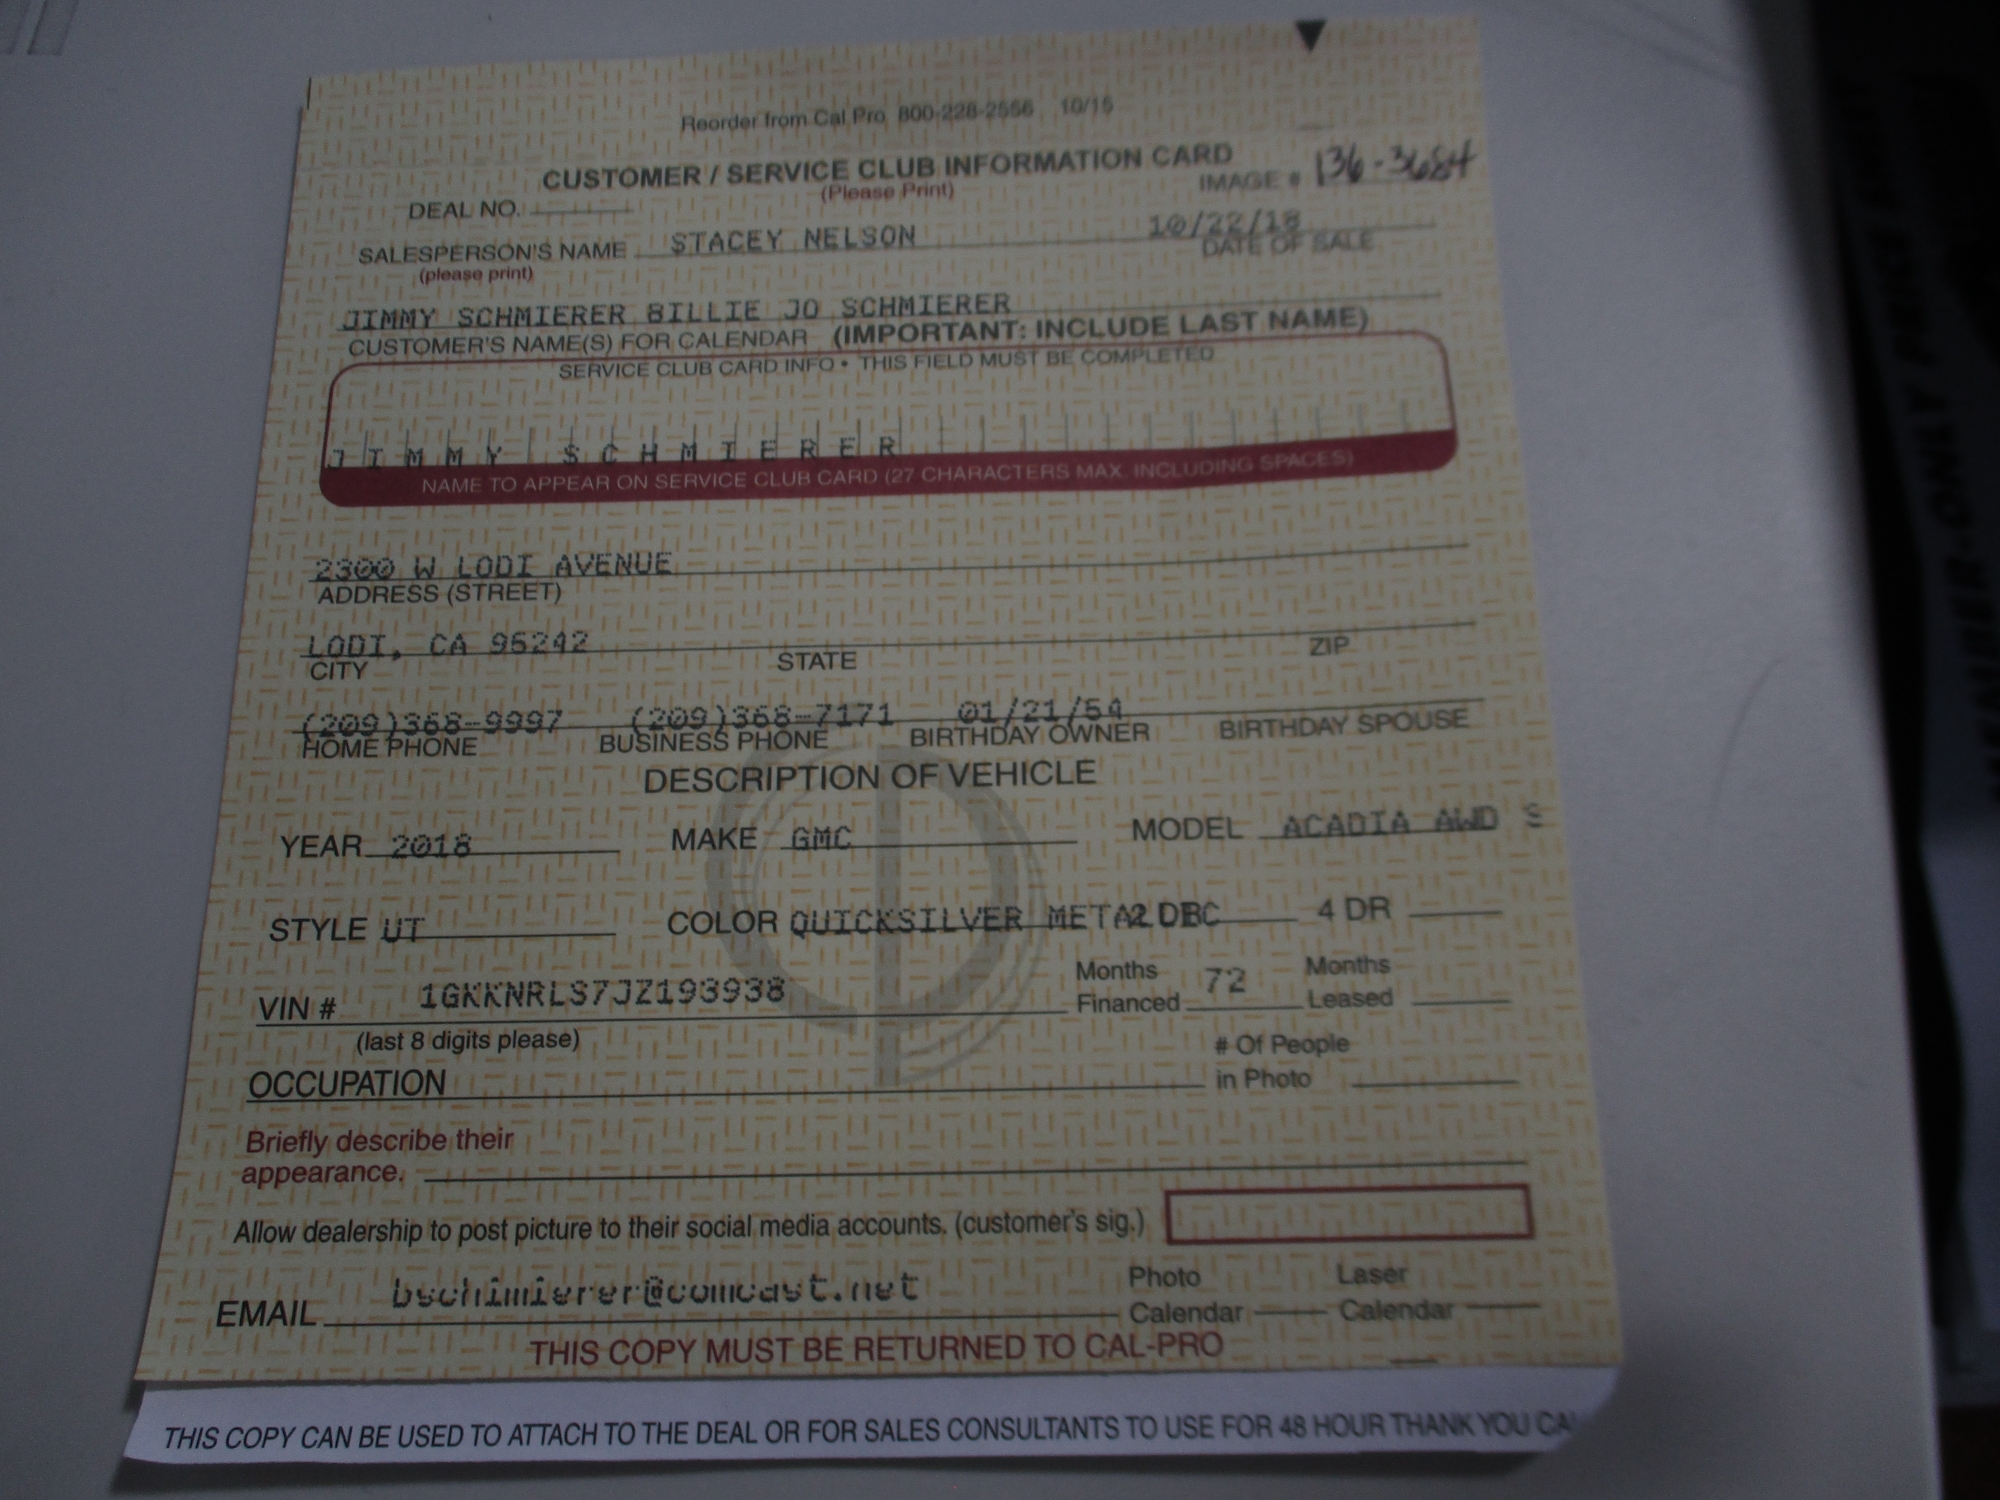 Reorder from Cal Pro 800-228-2556 10/15
CUSTOMER / SERVICE CLUB INFORMATION CARD
(Please Print)
IMAGE # 136-3684
DEAL NO.
SALESPERSON'S NAME STACEY NELSON 10/22/18
(please print) DATE OF SALE
JIMMY SCHMIERER BILLIE JO SCHMIERER
CUSTOMER'S NAME(S) FOR CALENDAR (IMPORTANT: INCLUDE LAST NAME)
SERVICE CLUB CARD INFO • THIS FIELD MUST BE COMPLETED
JIMMY SCHMIERER
NAME TO APPEAR ON SERVICE CLUB CARD (27 CHARACTERS MAX. INCLUDING SPACES)
2300 W LODI AVENUE
ADDRESS (STREET)
LODI, CA 95242
CITY STATE ZIP
(209)368-9997 (209)368-7171 01/21/54
HOME PHONE BUSINESS PHONE BIRTHDAY OWNER BIRTHDAY SPOUSE
DESCRIPTION OF VEHICLE
YEAR 2018 MAKE GMC MODEL ACADIA AWD S
STYLE UT COLOR QUICKSILVER META 2 DR 4 DR
VIN # 1GKKNRLS7JZ193938 Months Financed 72 Months Leased
(last 8 digits please)
OCCUPATION # Of People in Photo
Briefly describe their
appearance.
Allow dealership to post picture to their social media accounts. (customer's sig.)
EMAIL bschimierer@comcast.net Photo Calendar Laser Calendar
THIS COPY MUST BE RETURNED TO CAL-PRO
THIS COPY CAN BE USED TO ATTACH TO THE DEAL OR FOR SALES CONSULTANTS TO USE FOR 48 HOUR THANK YOU CA